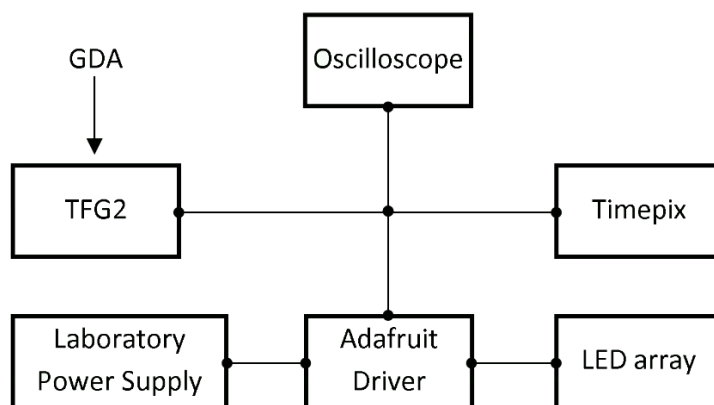 GDA
Oscilloscope
TFG2
Timepix
Laboratory
Power Supply
Adafruit
Driver
LED array